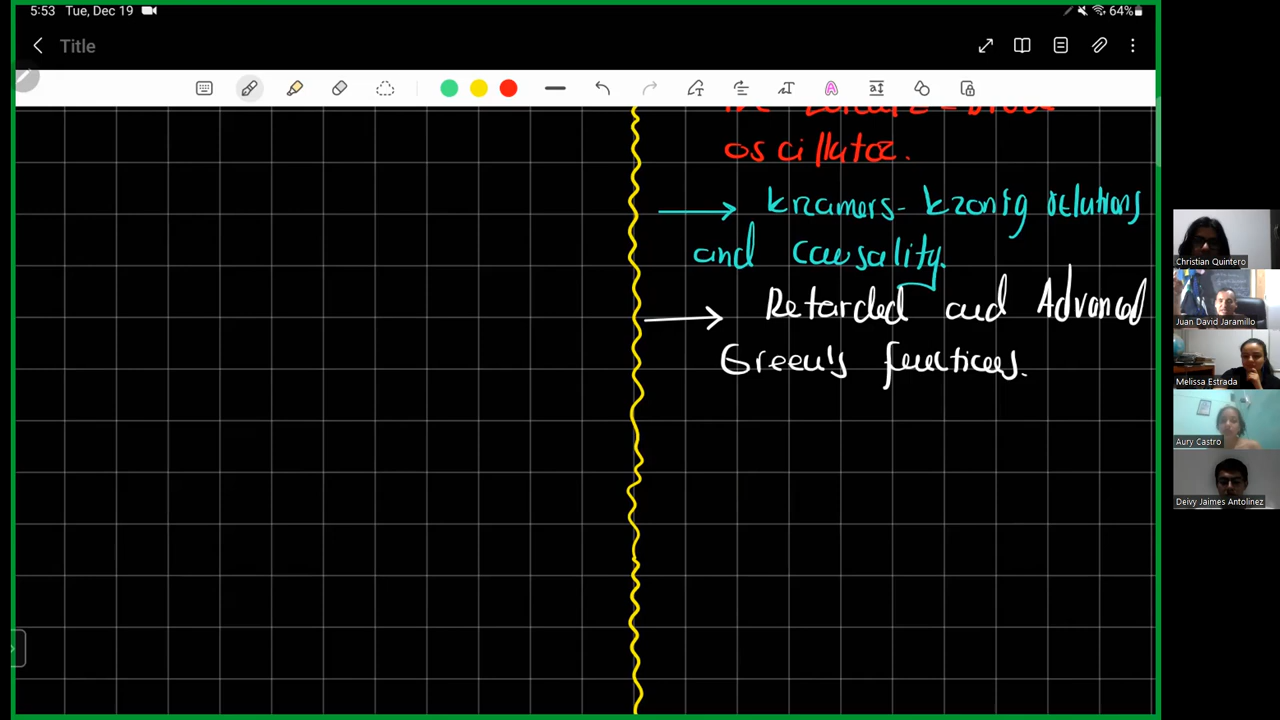 5:53 Tue, Dec 19
64%
Title
oscillator.
Kramers-Kronig relations
and causality.
Retarded and Advanced
Green's functions.
Christian Quintero
Juan David Jaramillo
Melissa Estrada
Aury Castro
Deivy Jaimes Antolinez